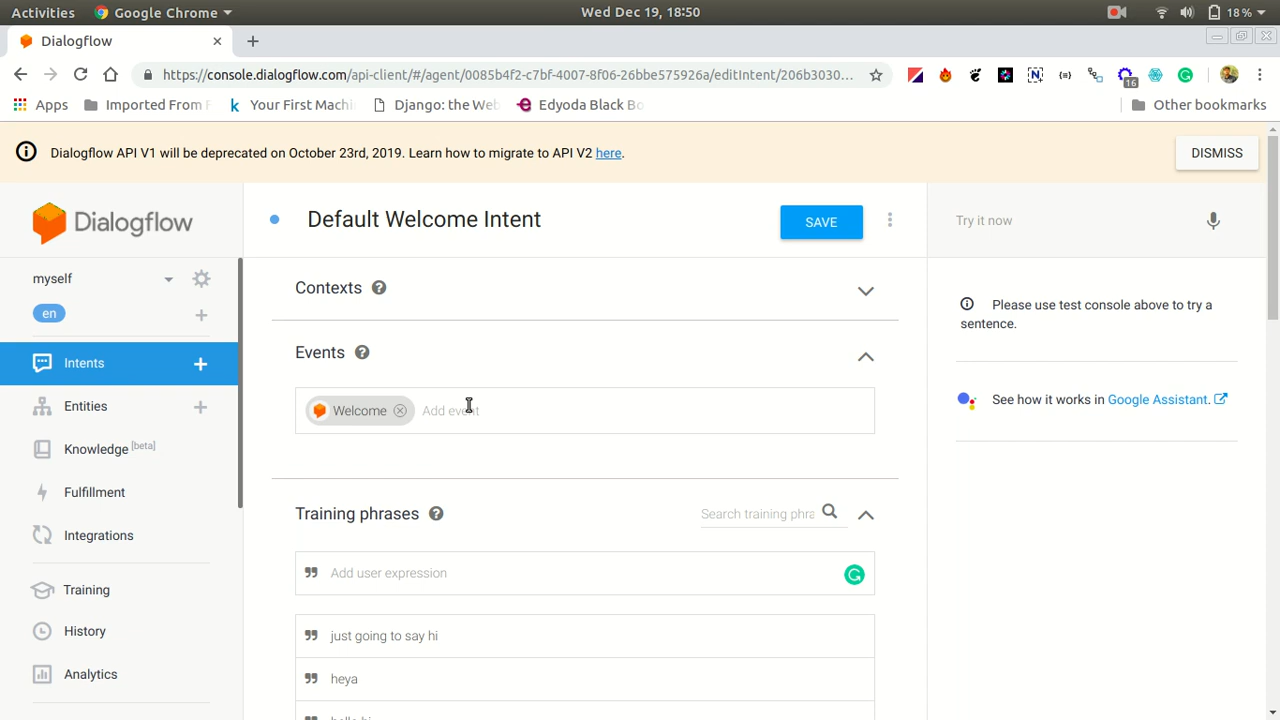 Activities
Google Chrome
Wed Dec 19, 18:50
18%
Dialogflow
https://console.dialogflow.com/api-client/#/agent/0085b4f2-c7bf-4007-8f06-26bbe575926a/editIntent/206b3030...
16
Apps
Imported From F
Your First Machi
Django: the Web
Edyoda Black Bo
Other bookmarks
Dialogflow API V1 will be deprecated on October 23rd, 2019. Learn how to migrate to API V2 here.
DISMISS
Dialogflow
Default Welcome Intent
SAVE
Try it now
myself
en
Intents
Entities
Knowledge [beta]
Fulfillment
Integrations
Training
History
Analytics
Contexts
Events
Welcome
Add event
Training phrases
Search training phra
Add user expression
just going to say hi
heya
hello hi
Please use test console above to try a
sentence.
See how it works in Google Assistant.